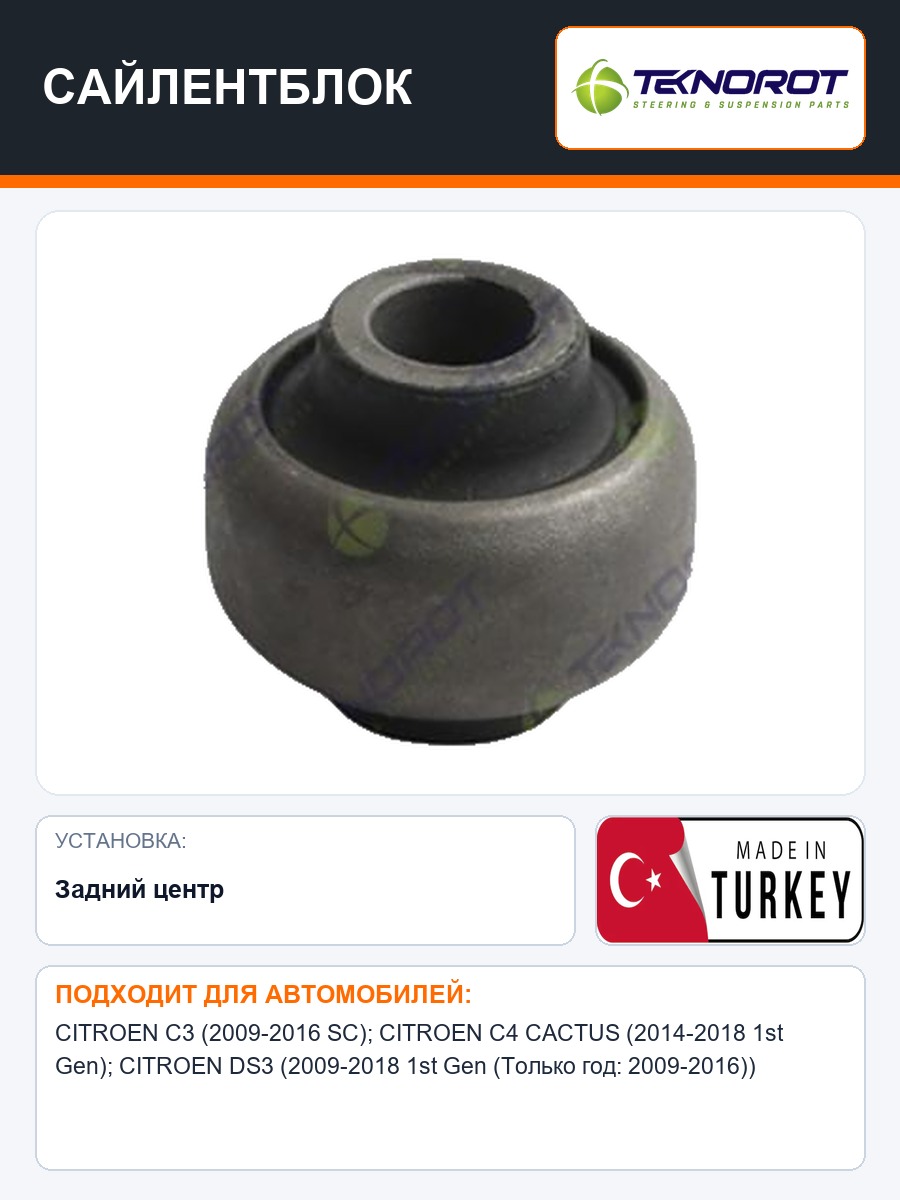 САЙЛЕНТБЛОК
TEKNOROT
STEERING & SUSPENSION PARTS
TEKNOROT
УСТАНОВКА:
Задний центр
MADE IN
TURKEY
ПОДХОДИТ ДЛЯ АВТОМОБИЛЕЙ:
CITROEN C3 (2009-2016 SC); CITROEN C4 CACTUS (2014-2018 1st
Gen); CITROEN DS3 (2009-2018 1st Gen (Только год: 2009-2016))